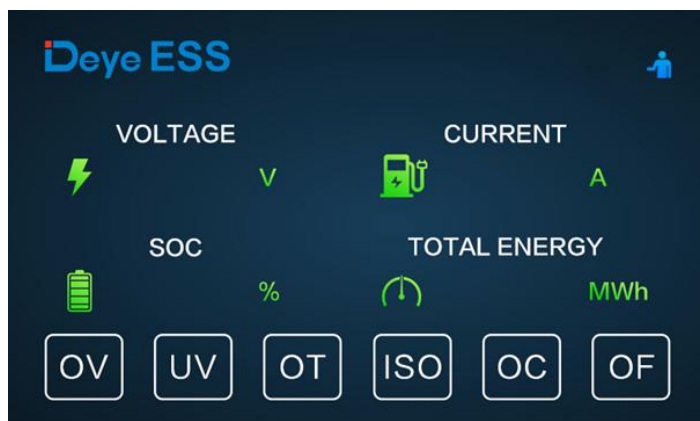 Deye ESS
VOLTAGE CURRENT
V A
SOC TOTAL ENERGY
% MWh
OV UV OT ISO OC OF